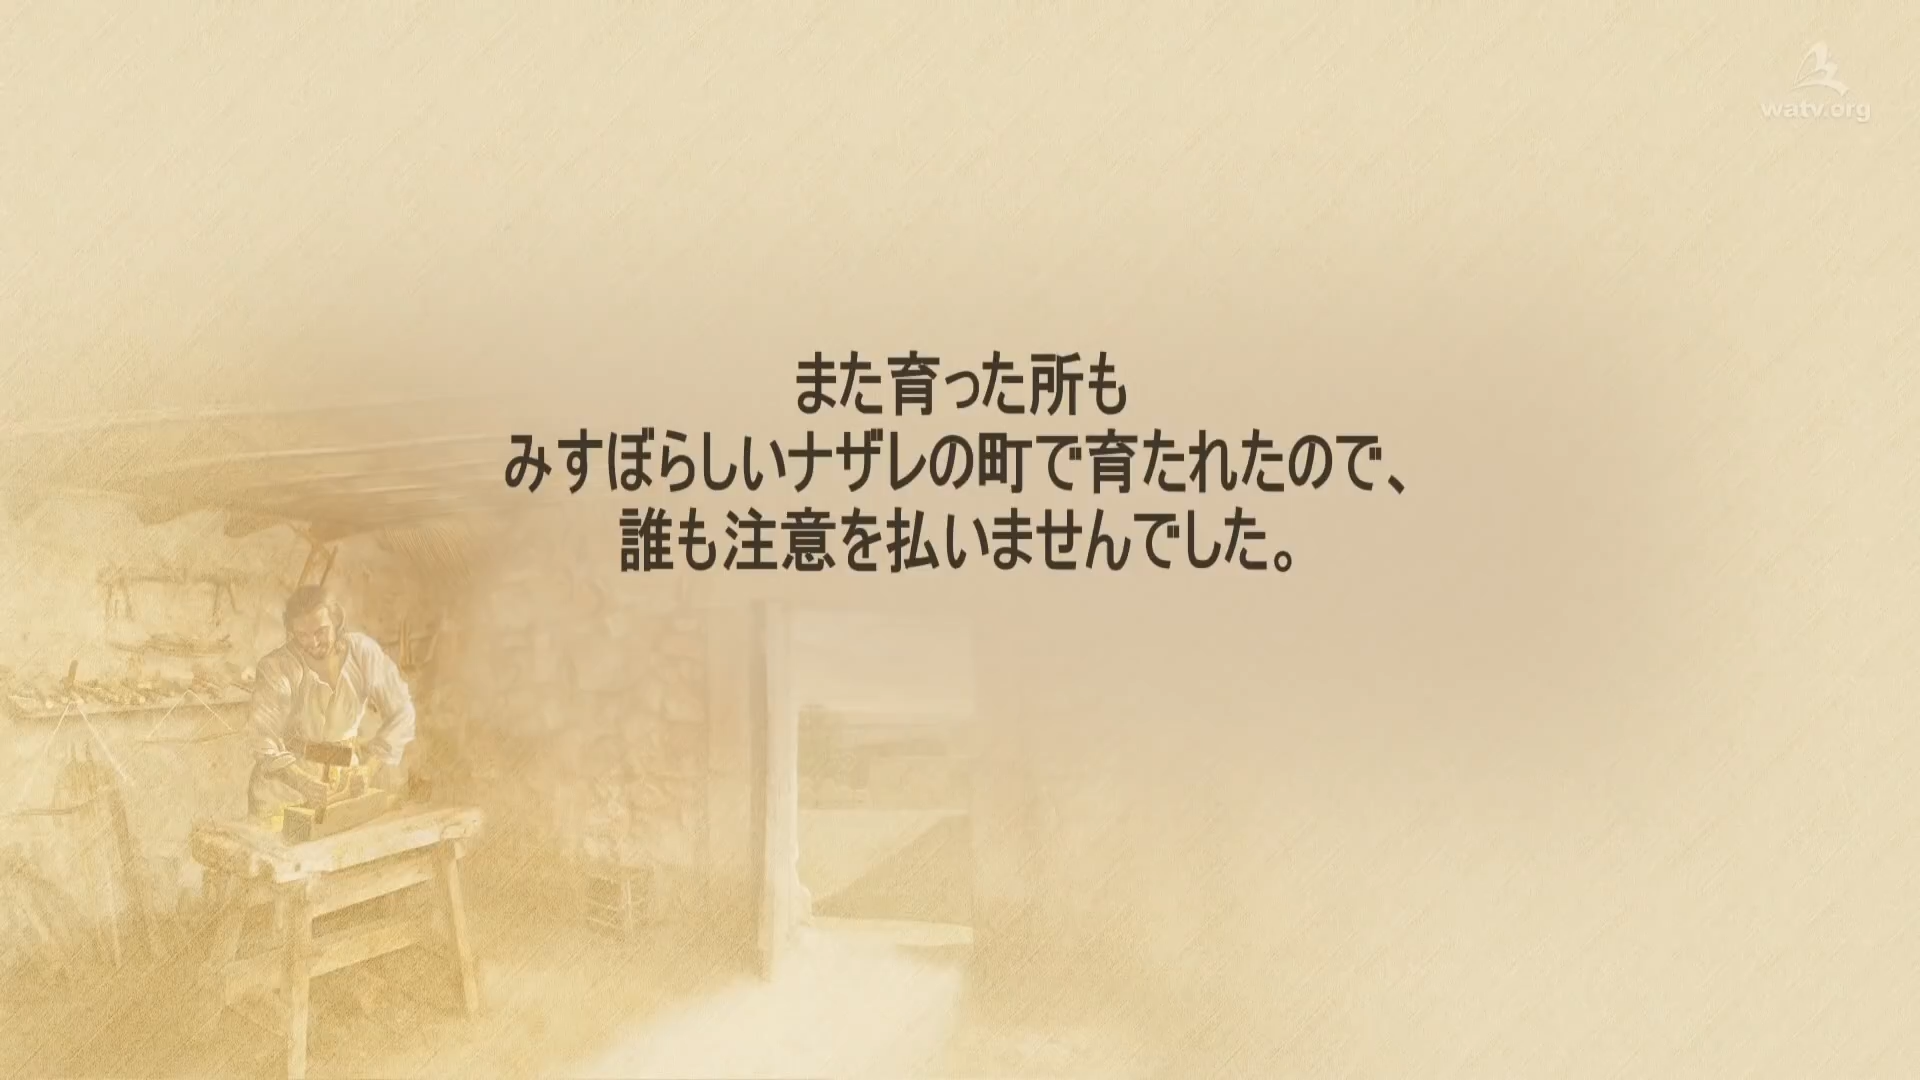 watv.org
また育った所も
みすぼらしいナザレの町で育たれたので、
誰も注意を払いませんでした。